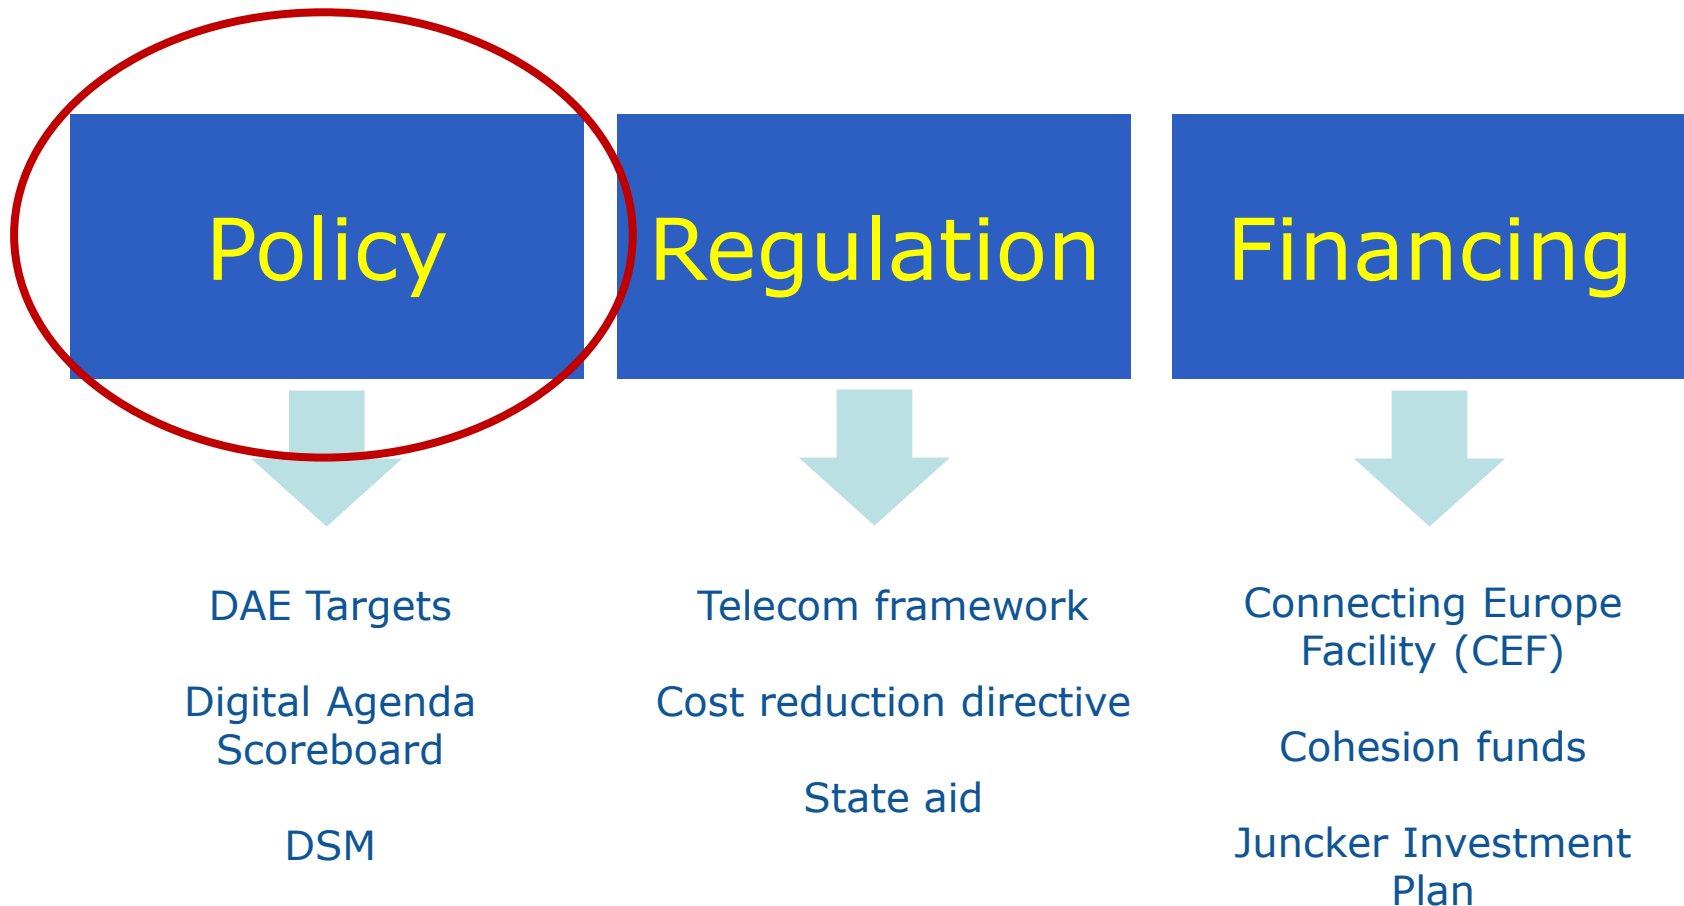 Policy
Regulation
Financing
DAE Targets
Digital Agenda
Scoreboard
DSM
Telecom framework
Cost reduction directive
State aid
Connecting Europe
Facility (CEF)
Cohesion funds
Juncker Investment
Plan